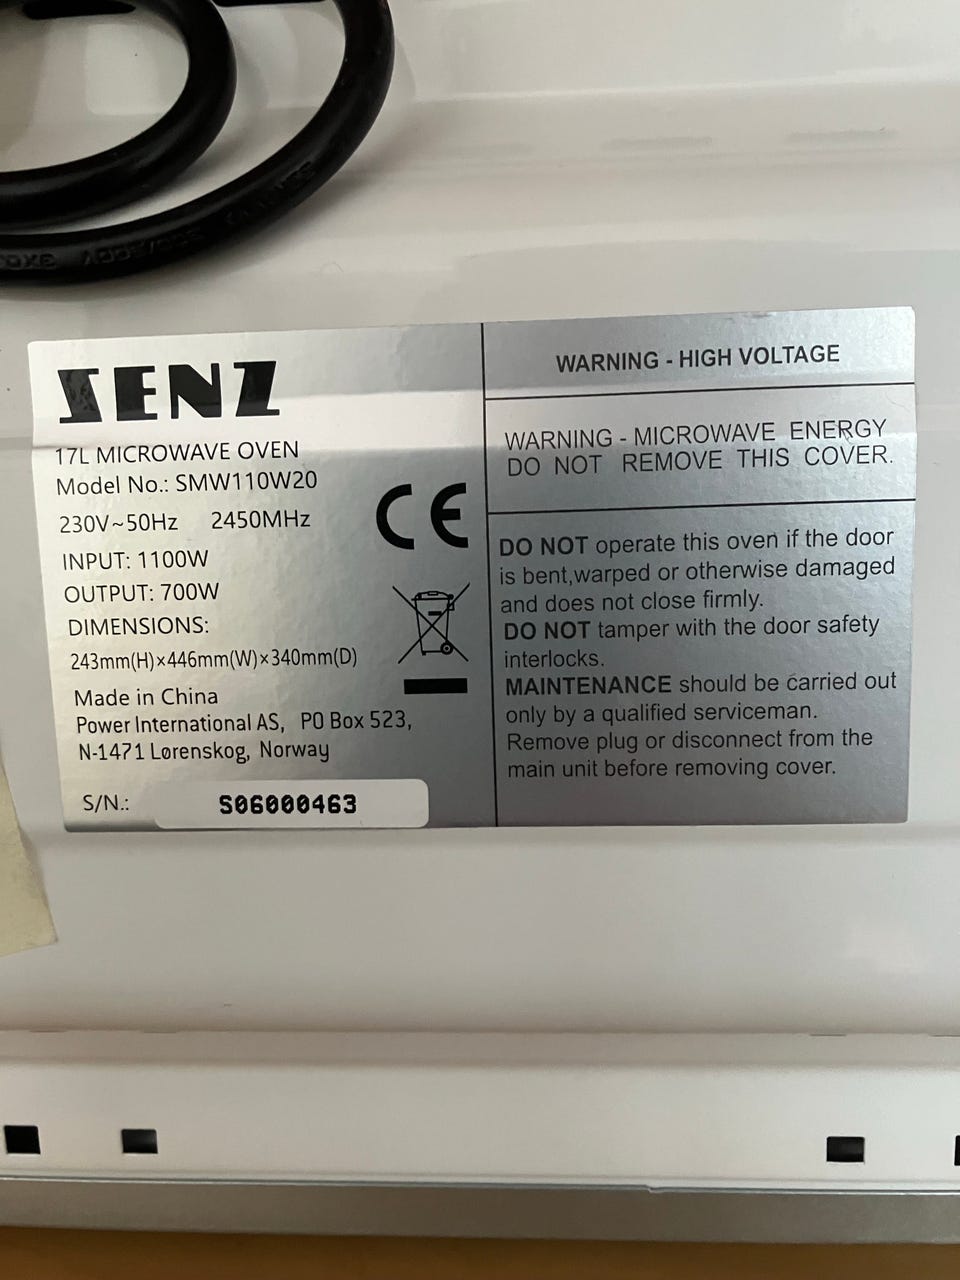 SENZ
17L MICROWAVE OVEN
Model No.: SMW110W20
230V~50Hz 2450MHz
INPUT: 1100W
OUTPUT: 700W
DIMENSIONS:
243mm(H)×446mm(W)×340mm(D)
Made in China
Power International AS, PO Box 523,
N-1471 Lørenskog, Norway
S/N.: S06000463
CE
WARNING - HIGH VOLTAGE
WARNING - MICROWAVE ENERGY
DO NOT REMOVE THIS COVER.
DO NOT operate this oven if the door
is bent,warped or otherwise damaged
and does not close firmly.
DO NOT tamper with the door safety
interlocks.
MAINTENANCE should be carried out
only by a qualified serviceman.
Remove plug or disconnect from the
main unit before removing cover.